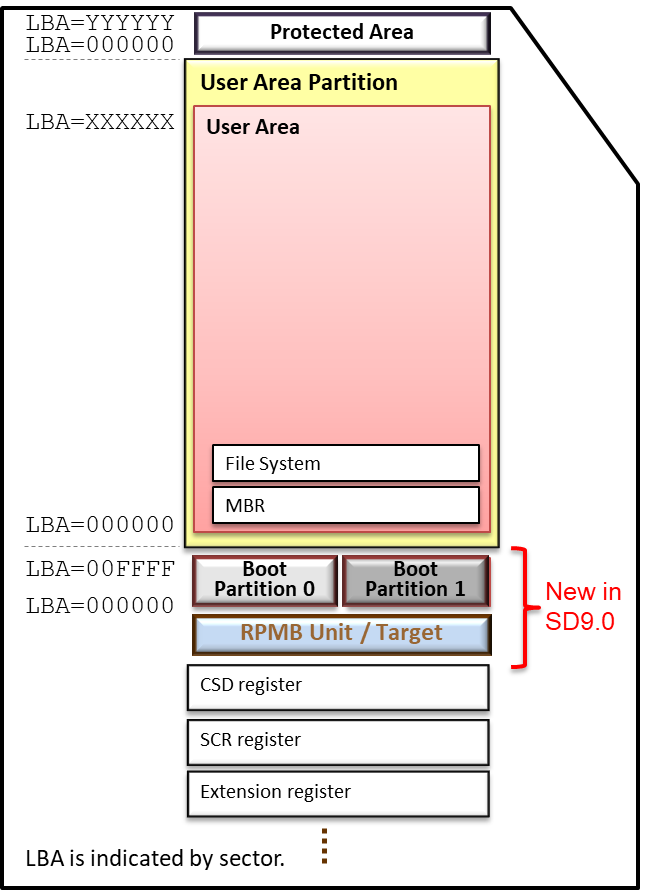 LBA=YYYYYY
LBA=000000
Protected Area
User Area Partition
LBA=XXXXXX
User Area
File System
MBR
LBA=000000
LBA=00FFFF
LBA=000000
Boot
Partition 0
Boot
Partition 1
New in
SD9.0
RPMB Unit / Target
CSD register
SCR register
Extension register
LBA is indicated by sector.